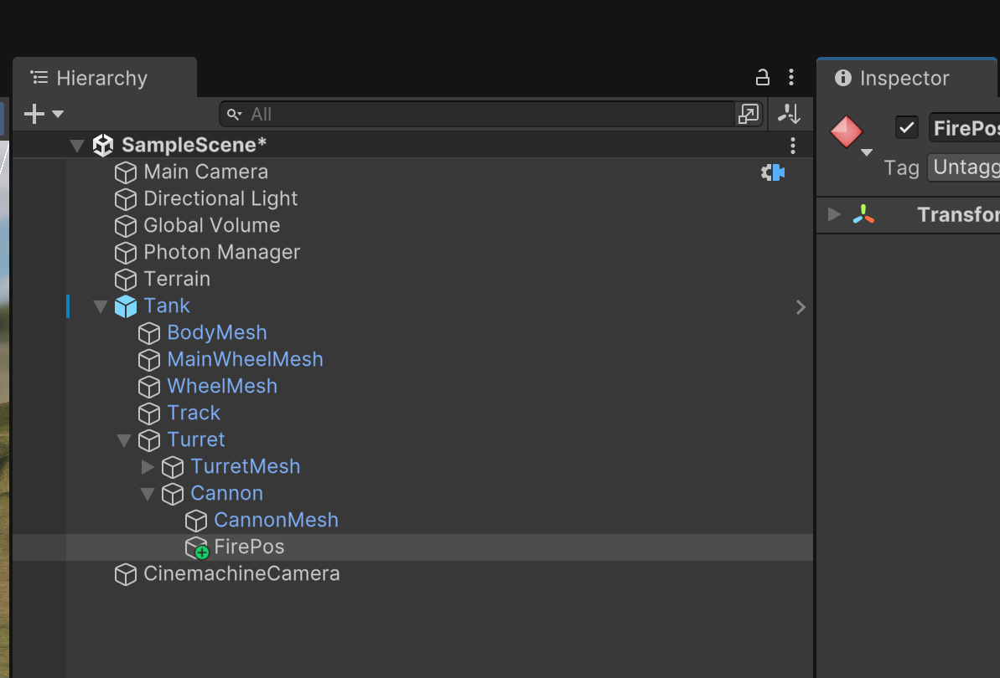 Hierarchy
Inspector
All
FirePos
Tag Untagg
Transfor
SampleScene*
Main Camera
Directional Light
Global Volume
Photon Manager
Terrain
Tank
BodyMesh
MainWheelMesh
WheelMesh
Track
Turret
TurretMesh
Cannon
CannonMesh
FirePos
CinemachineCamera